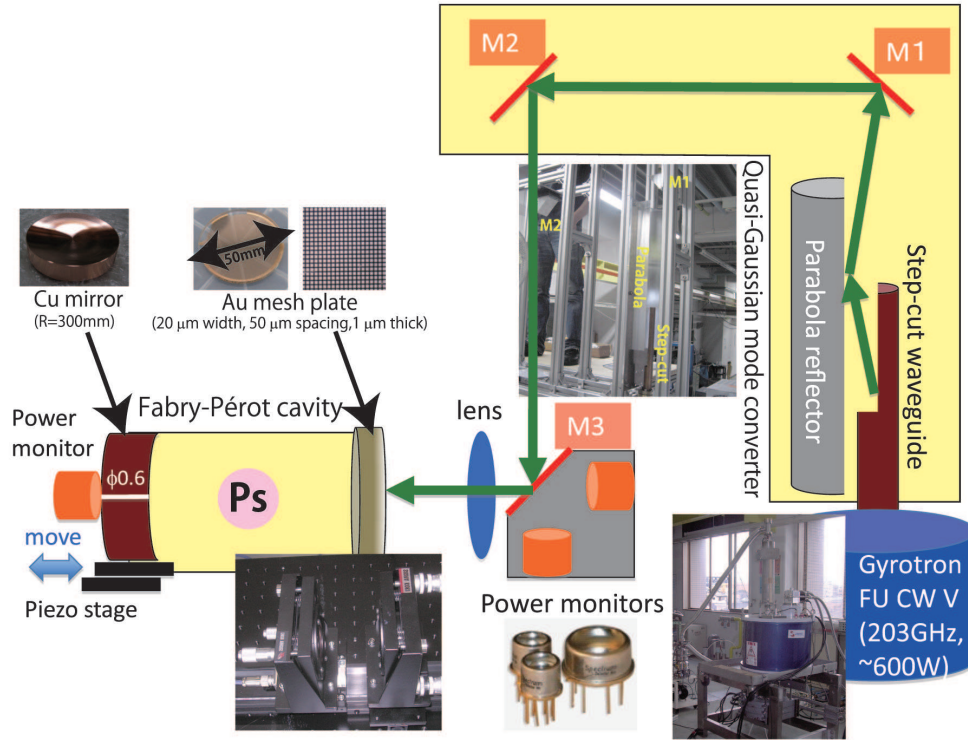 M2
M1
M1
M2
Parabola
Step-cut
Quasi-Gaussian mode converter
Parabola reflector
Step-cut waveguide
50mm
Cu mirror
(R=300mm)
Au mesh plate
(20 μm width, 50 μm spacing,1 μm thick)
Fabry-Pérot cavity
Power
monitor
ϕ0.6
Ps
lens
M3
move
Piezo stage
Power monitors
Gyrotron
FU CW V
(203GHz,
~600W)